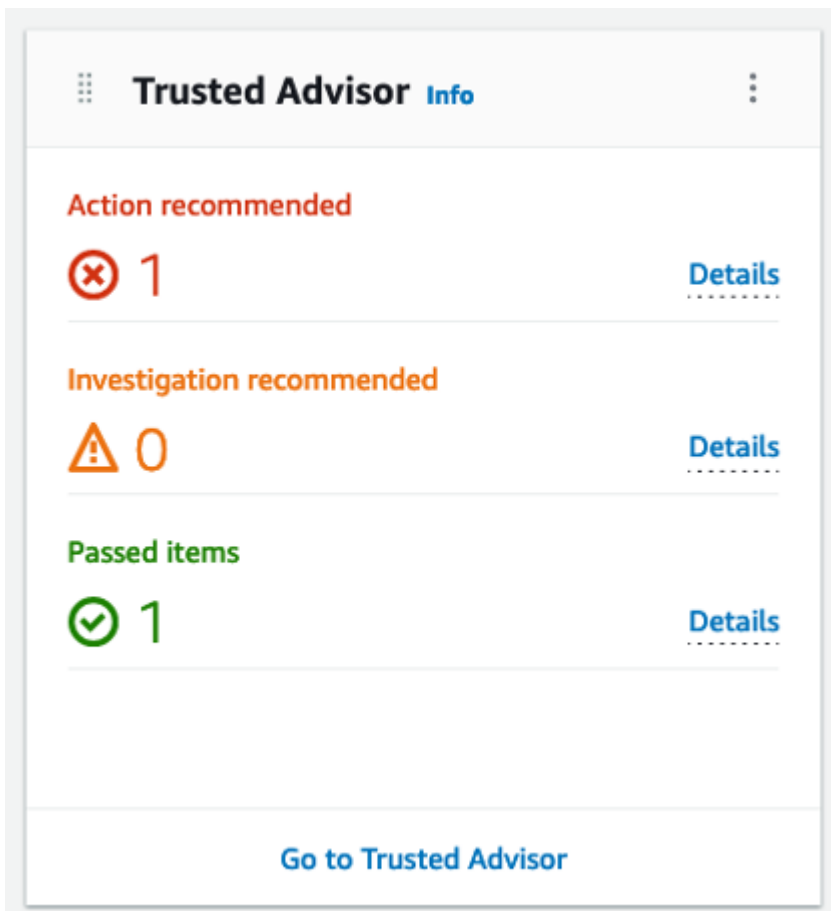 Trusted Advisor Info
Action recommended
1 Details
Investigation recommended
0 Details
Passed items
1 Details
Go to Trusted Advisor